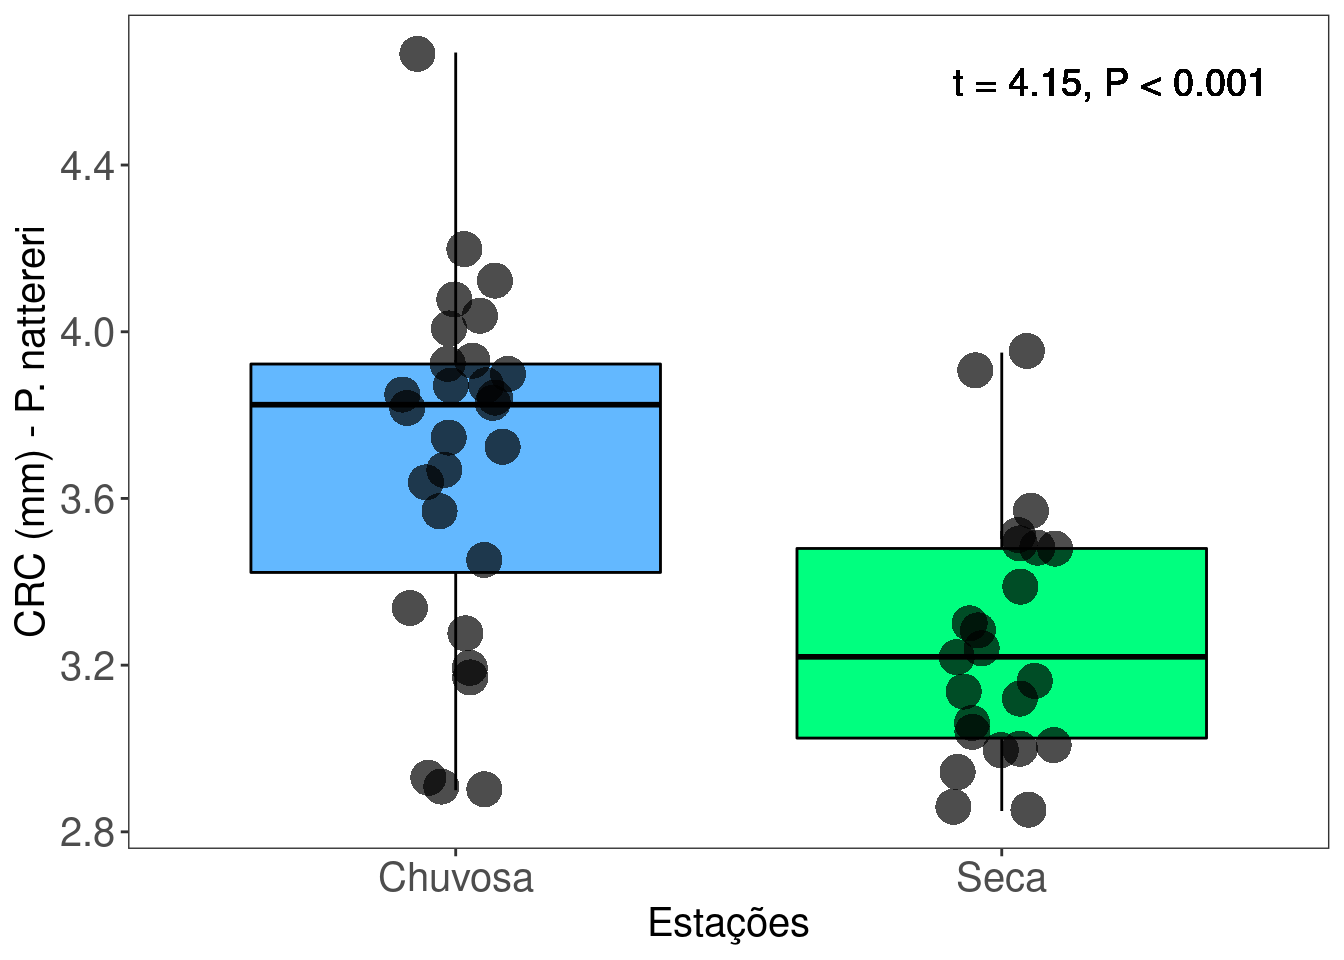 t = 4.15, P < 0.001
CRC (mm) - P. nattereri
4.4
4.0
3.6
3.2
2.8
Chuvosa
Seca
Estações